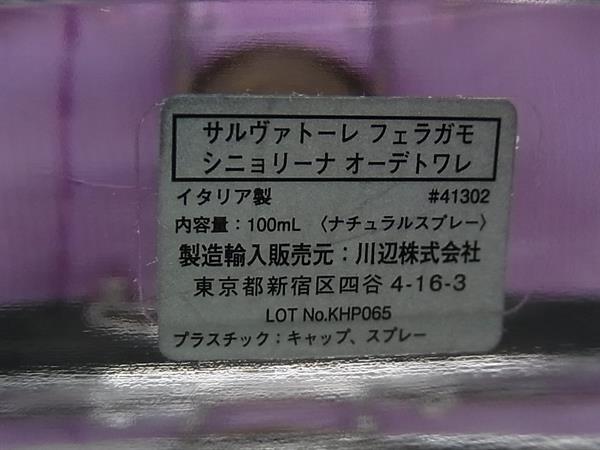 サルヴァトーレ フェラガモ
シニョリーナ オーデトワレ
イタリア製 #41302
内容量：100mL 〈ナチュラルスプレー〉
製造輸入販売元：川辺株式会社
東京都新宿区四谷 4-16-3
LOT No.KHP065
プラスチック：キャップ、スプレー